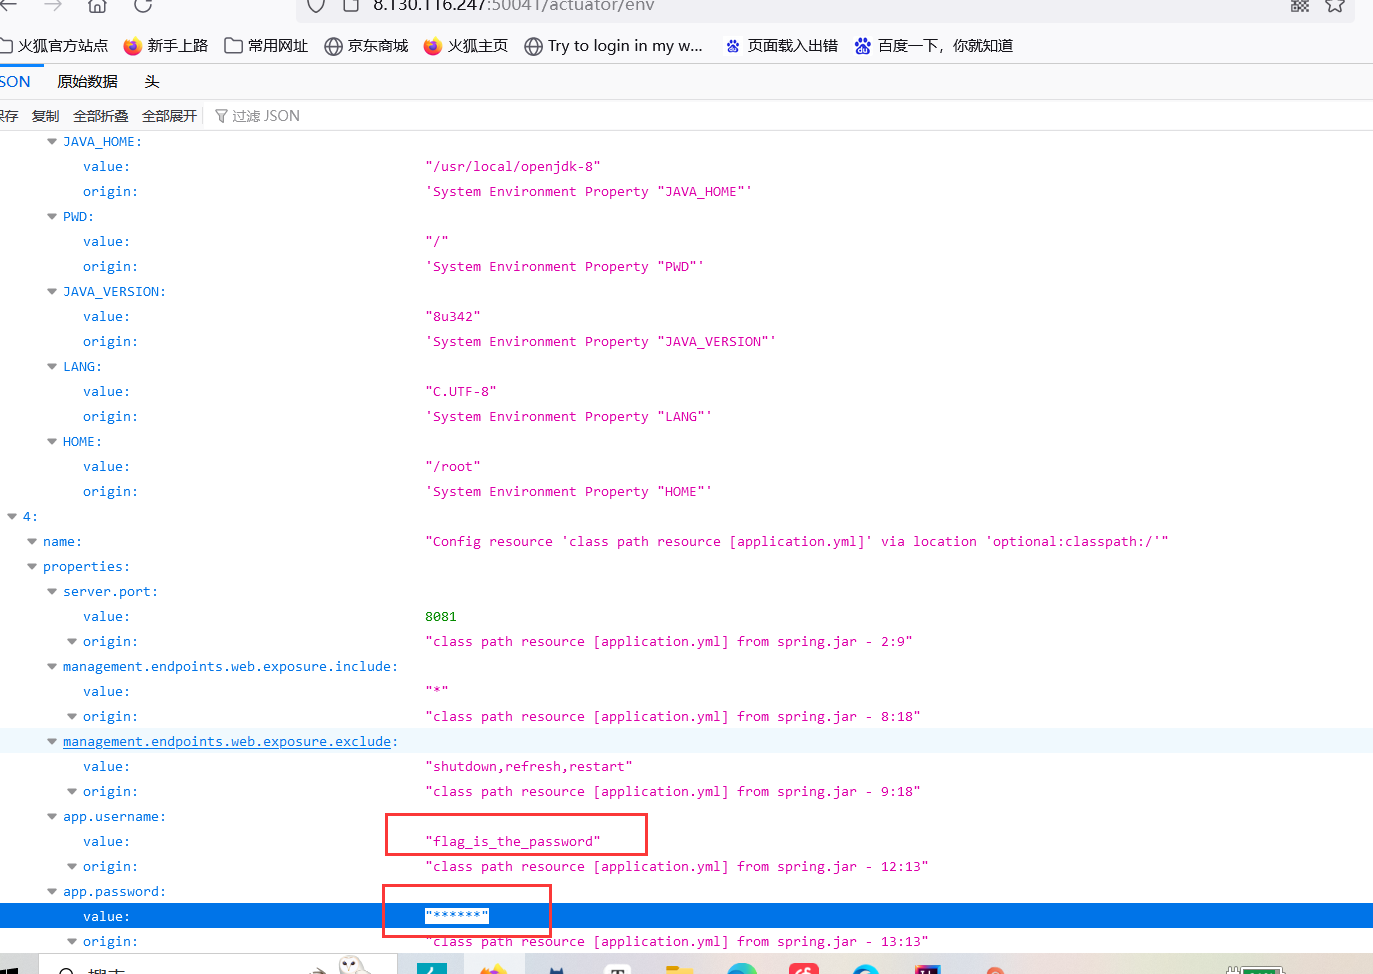 8.130.116.247:50041/actuator/env
火狐官方站点 新手上路 常用网址 京东商城 火狐主页 Try to login in my w... 页面载入出错 百度一下，你就知道
SON 原始数据 头
保存 复制 全部折叠 全部展开 过滤 JSON
JAVA_HOME:
value: "/usr/local/openjdk-8"
origin: 'System Environment Property "JAVA_HOME"'
PWD:
value: "/"
origin: 'System Environment Property "PWD"'
JAVA_VERSION:
value: "8u342"
origin: 'System Environment Property "JAVA_VERSION"'
LANG:
value: "C.UTF-8"
origin: 'System Environment Property "LANG"'
HOME:
value: "/root"
origin: 'System Environment Property "HOME"'
4:
name: "Config resource 'class path resource [application.yml]' via location 'optional:classpath:/'"
properties:
server.port:
value: 8081
origin: "class path resource [application.yml] from spring.jar - 2:9"
management.endpoints.web.exposure.include:
value: "*"
origin: "class path resource [application.yml] from spring.jar - 8:18"
management.endpoints.web.exposure.exclude:
value: "shutdown,refresh,restart"
origin: "class path resource [application.yml] from spring.jar - 9:18"
app.username:
value: "flag_is_the_password"
origin: "class path resource [application.yml] from spring.jar - 12:13"
app.password:
value: "******"
origin: "class path resource [application.yml] from spring.jar - 13:13"